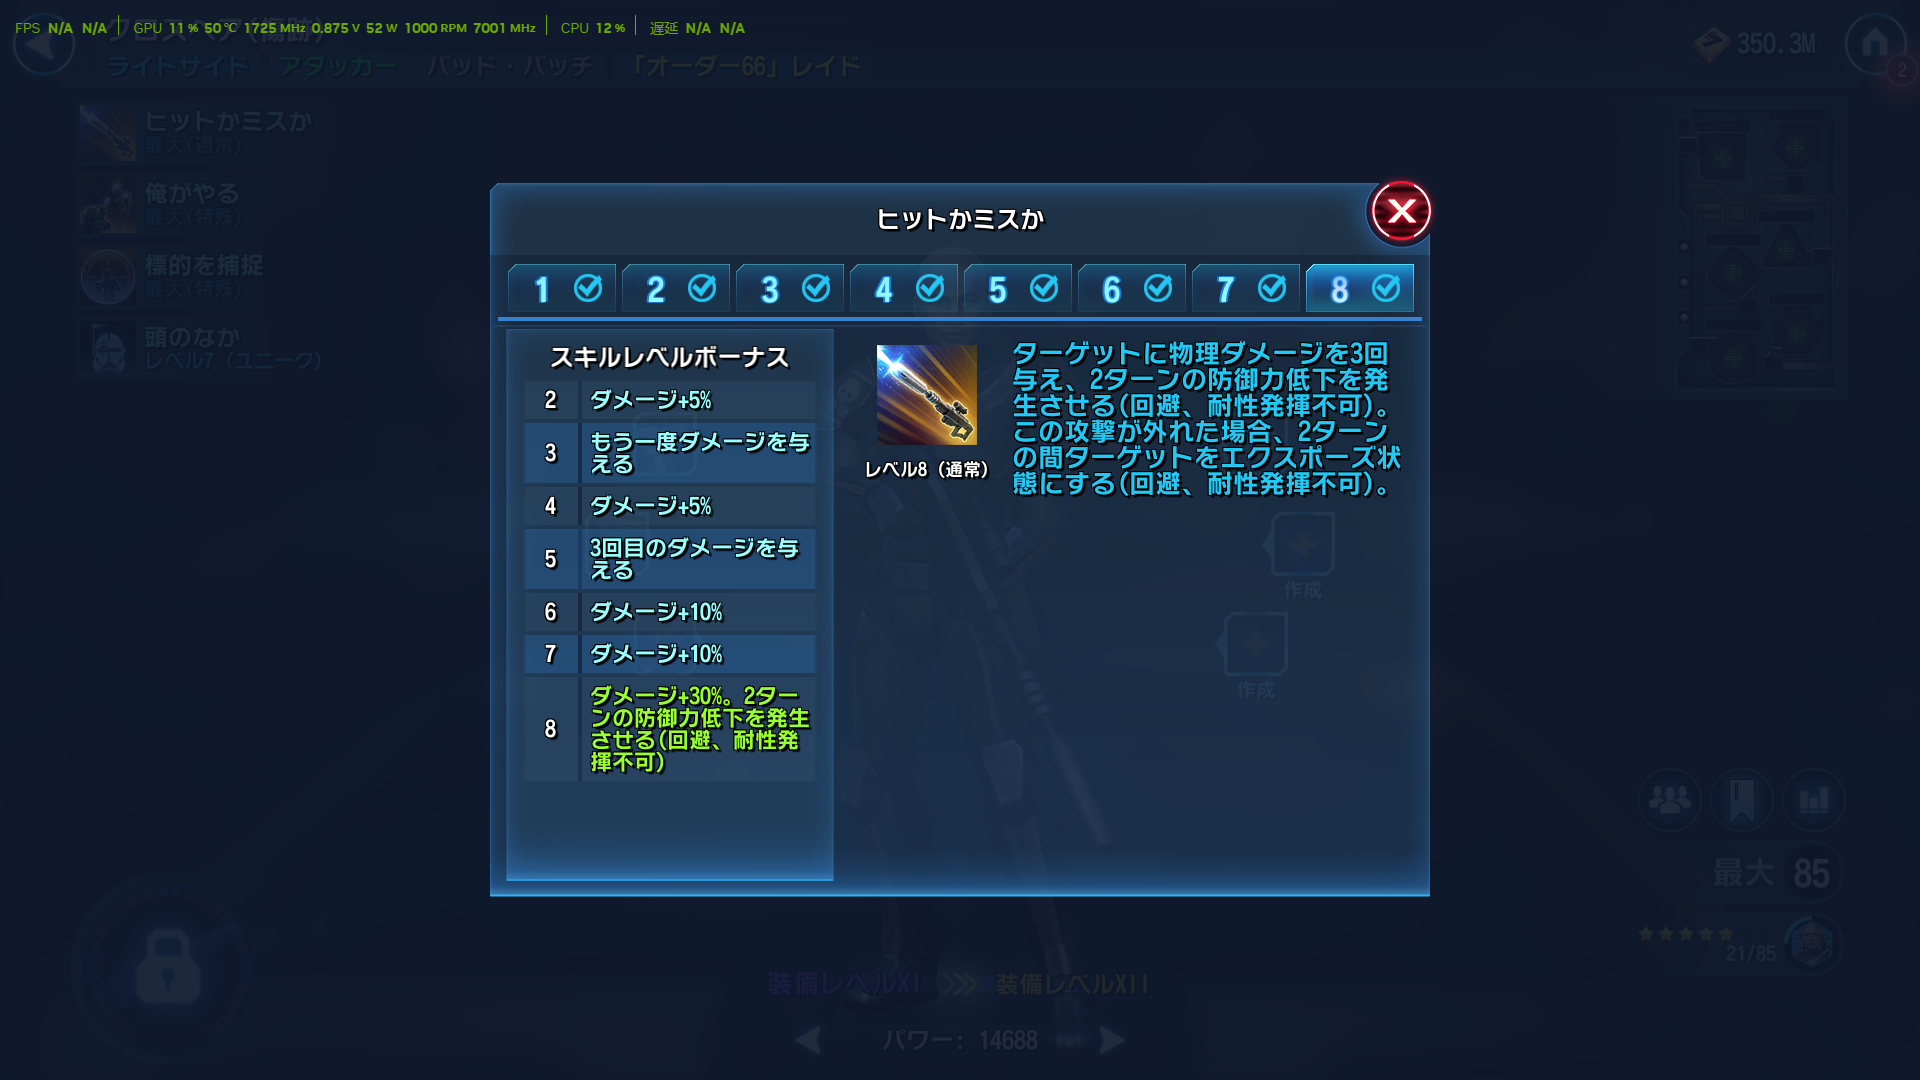 FPS N/A N/A GPU 11 % 50 ℃ 1725 MHz 0.875 V 52 W 1000 RPM 7001 MHz CPU 12 % 遅延 N/A N/A
クロスヘア(傷跡)
ライトサイド アタッカー バッド・バッチ 「オーダー66」レイド
350.3M
2
ヒットかミスか
最大(通常)
俺がやる
最大(特殊)
標的を捕捉
最大(特殊)
頭のなか
レベル7 (ユニーク)
ヒットかミスか
1 2 3 4 5 6 7 8
スキルレベルボーナス
2 ダメージ+5%
3 もう一度ダメージを与
える
4 ダメージ+5%
5 3回目のダメージを与
える
6 ダメージ+10%
7 ダメージ+10%
8 ダメージ+30%。2ター
ンの防御力低下を発生
させる(回避、耐性発
揮不可)
レベル8 (通常)
ターゲットに物理ダメージを3回
与え、2ターンの防御力低下を発
生させる(回避、耐性発揮不可)。
この攻撃が外れた場合、2ターン
の間ターゲットをエクスポーズ状
態にする(回避、耐性発揮不可)。
作成
作成
最大 85
21/85
装備レベルXI 装備レベルXII
パワー: 14688